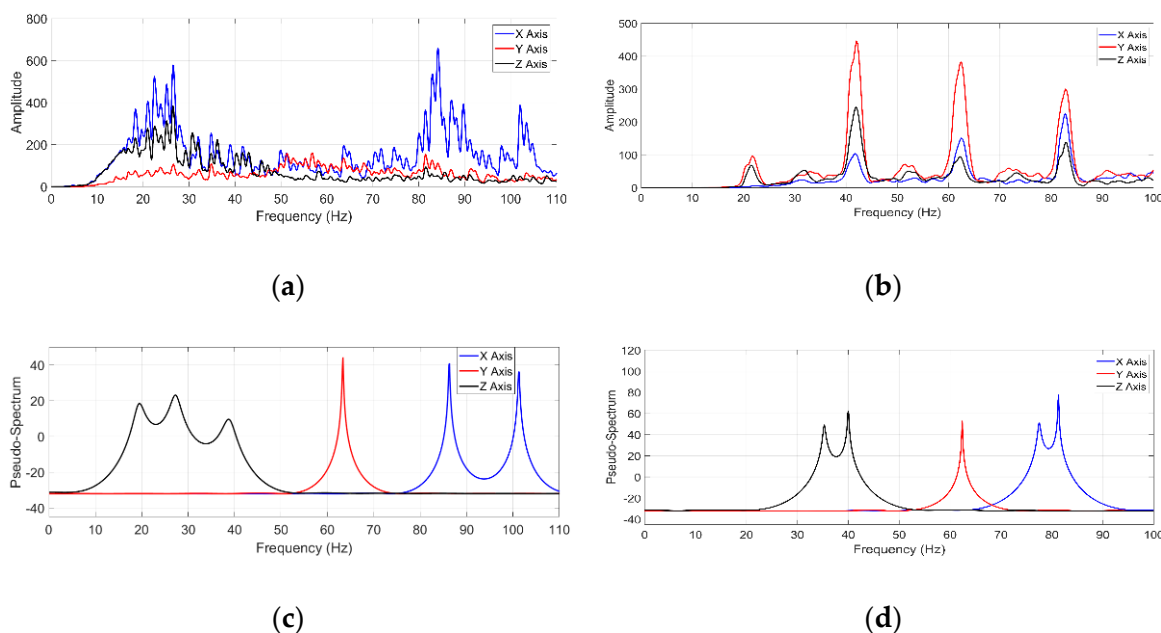 800
600
400
200
0
Amplitude
0 10 20 30 40 50 60 70 80 90 100 110
Frequency (Hz)
X Axis
Y Axis
Z Axis
(a)
500
400
300
200
100
0
Amplitude
0 10 20 30 40 50 60 70 80 90 100
Frequency (Hz)
X Axis
Y Axis
Z Axis
(b)
40
20
0
-20
-40
Pseudo-Spectrum
0 10 20 30 40 50 60 70 80 90 100 110
Frequency (Hz)
X Axis
Y Axis
Z Axis
(c)
120
100
80
60
40
20
0
-20
-40
Pseudo-Spectrum
0 10 20 30 40 50 60 70 80 90 100
Frequency (Hz)
X Axis
Y Axis
Z Axis
(d)